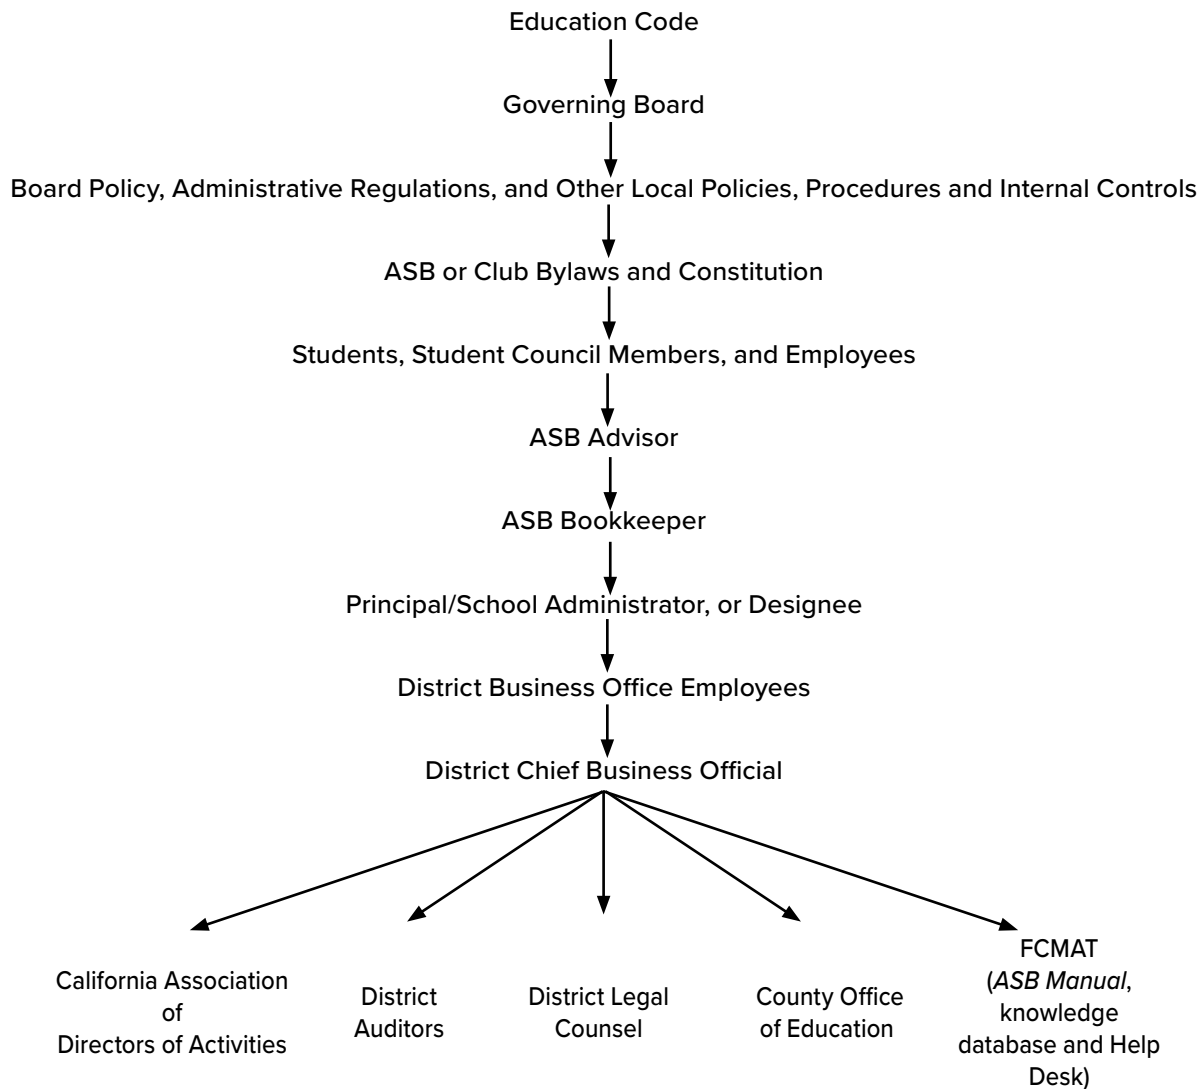 Education Code
Governing Board
Board Policy, Administrative Regulations, and Other Local Policies, Procedures and Internal Controls
ASB or Club Bylaws and Constitution
Students, Student Council Members, and Employees
ASB Advisor
ASB Bookkeeper
Principal/School Administrator, or Designee
District Business Office Employees
District Chief Business Official
California Association
of
Directors of Activities
District
Auditors
District Legal
Counsel
County Office
of Education
FCMAT
(ASB Manual,
knowledge
database and Help
Desk)